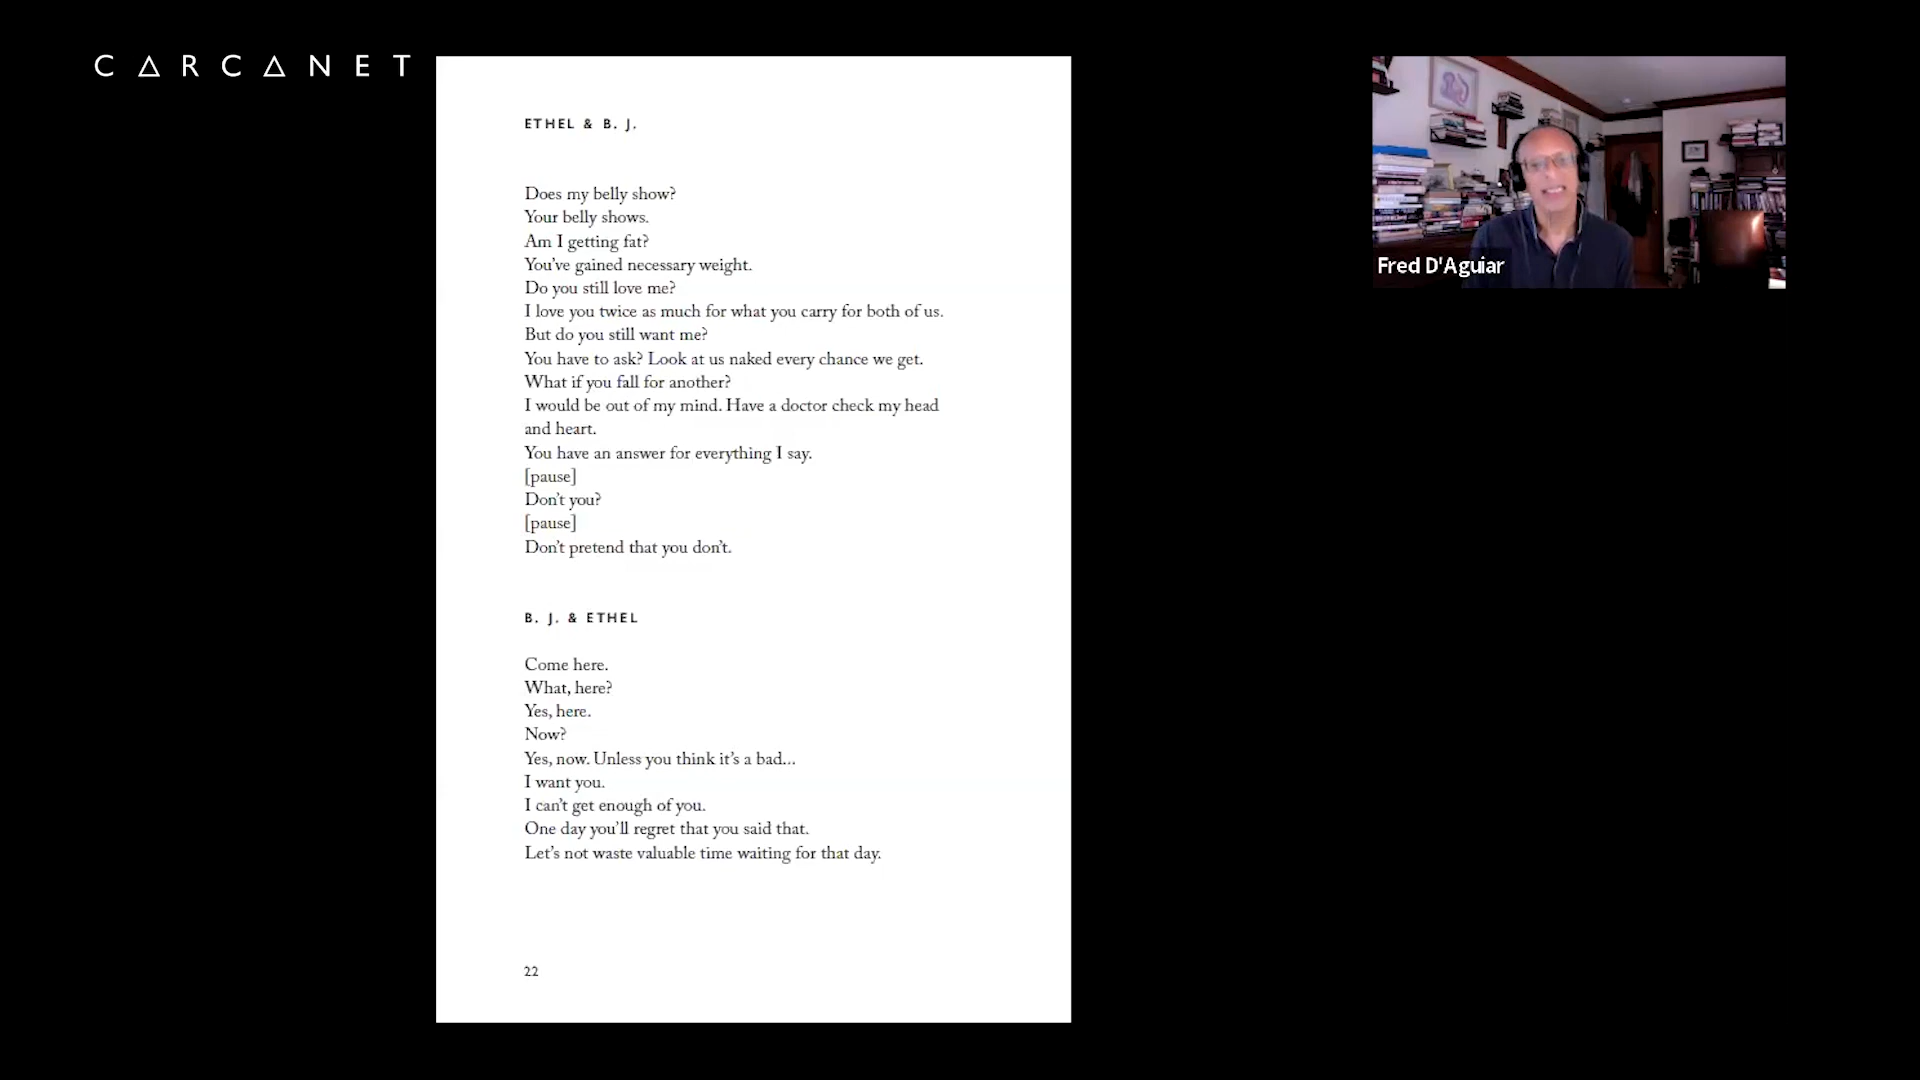 CARCANET
ETHEL & B. J.
Does my belly show?
Your belly shows.
Am I getting fat?
You've gained necessary weight.
Do you still love me?
I love you twice as much for what you carry for both of us.
But do you still want me?
You have to ask? Look at us naked every chance we get.
What if you fall for another?
I would be out of my mind. Have a doctor check my head
and heart.
You have an answer for everything I say.
[pause]
Don't you?
[pause]
Don't pretend that you don't.
B. J. & ETHEL
Come here.
What, here?
Yes, here.
Now?
Yes, now. Unless you think it's a bad...
I want you.
I can't get enough of you.
One day you'll regret that you said that.
Let's not waste valuable time waiting for that day.
22
Fred D'Aguiar